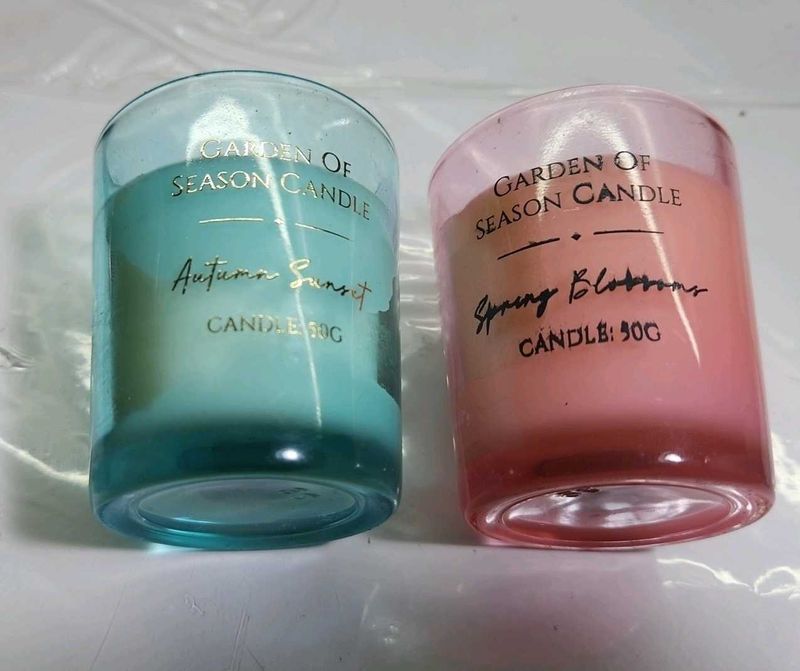 GARDEN OF
SEASON CANDLE
Autumn Sunset
CANDLE: 50G
GARDEN OF
SEASON CANDLE
Spring Blossoms
CANDLE: 50G